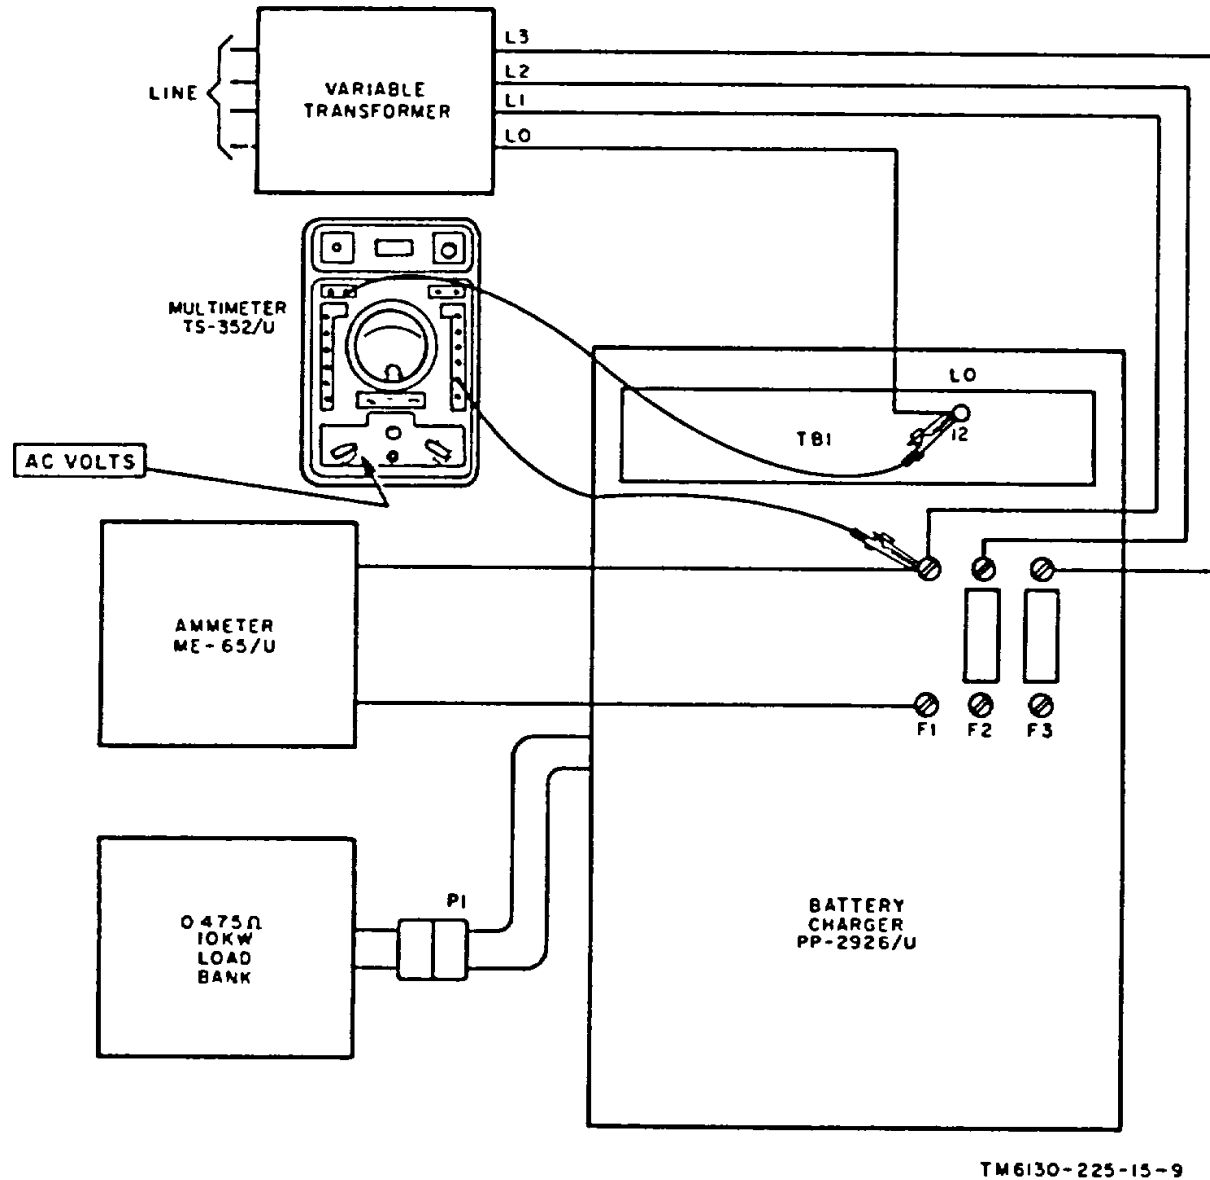 L3
L2
L1
L0
LINE
VARIABLE
TRANSFORMER
MULTIMETER
TS-352/U
L0
TB1
12
AC VOLTS
AMMETER
ME-65/U
F1 F2 F3
P1
0.475Ω
10KW
LOAD
BANK
BATTERY
CHARGER
PP-2926/U
TM6130-225-15-9